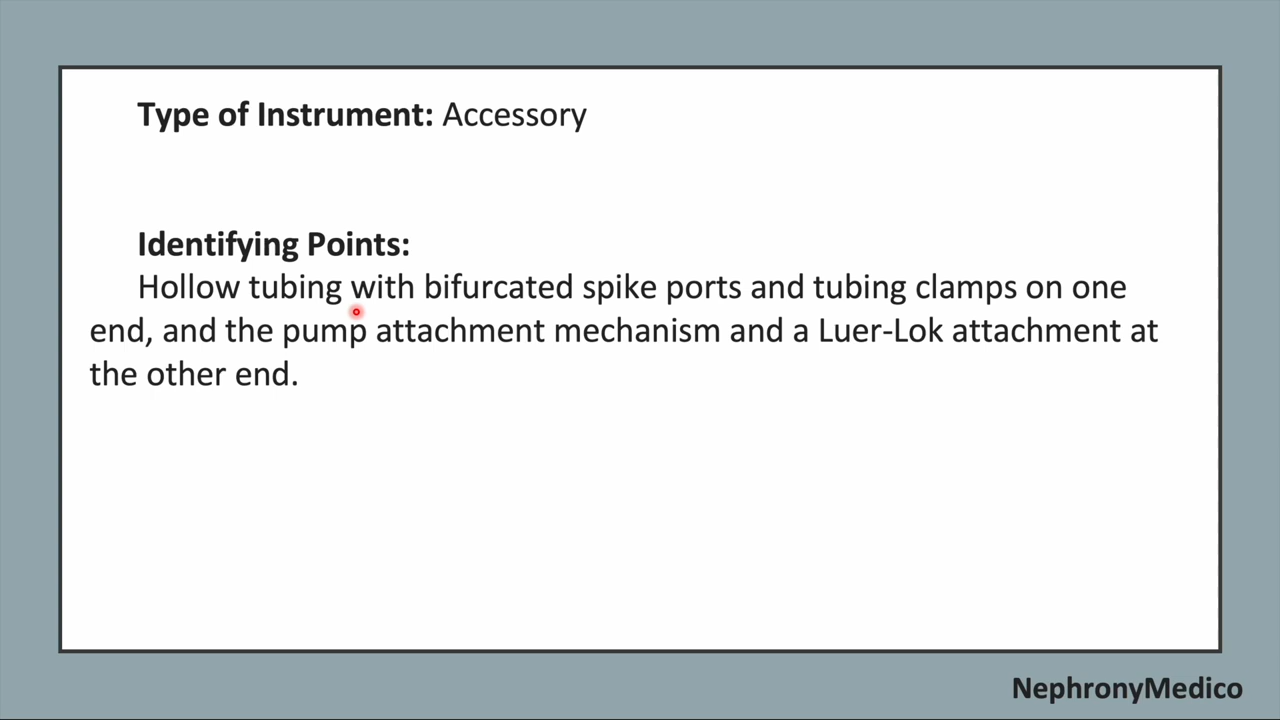 Type of Instrument: Accessory
Identifying Points:
Hollow tubing with bifurcated spike ports and tubing clamps on one
end, and the pump attachment mechanism and a Luer-Lok attachment at
the other end.
NephronyMedico